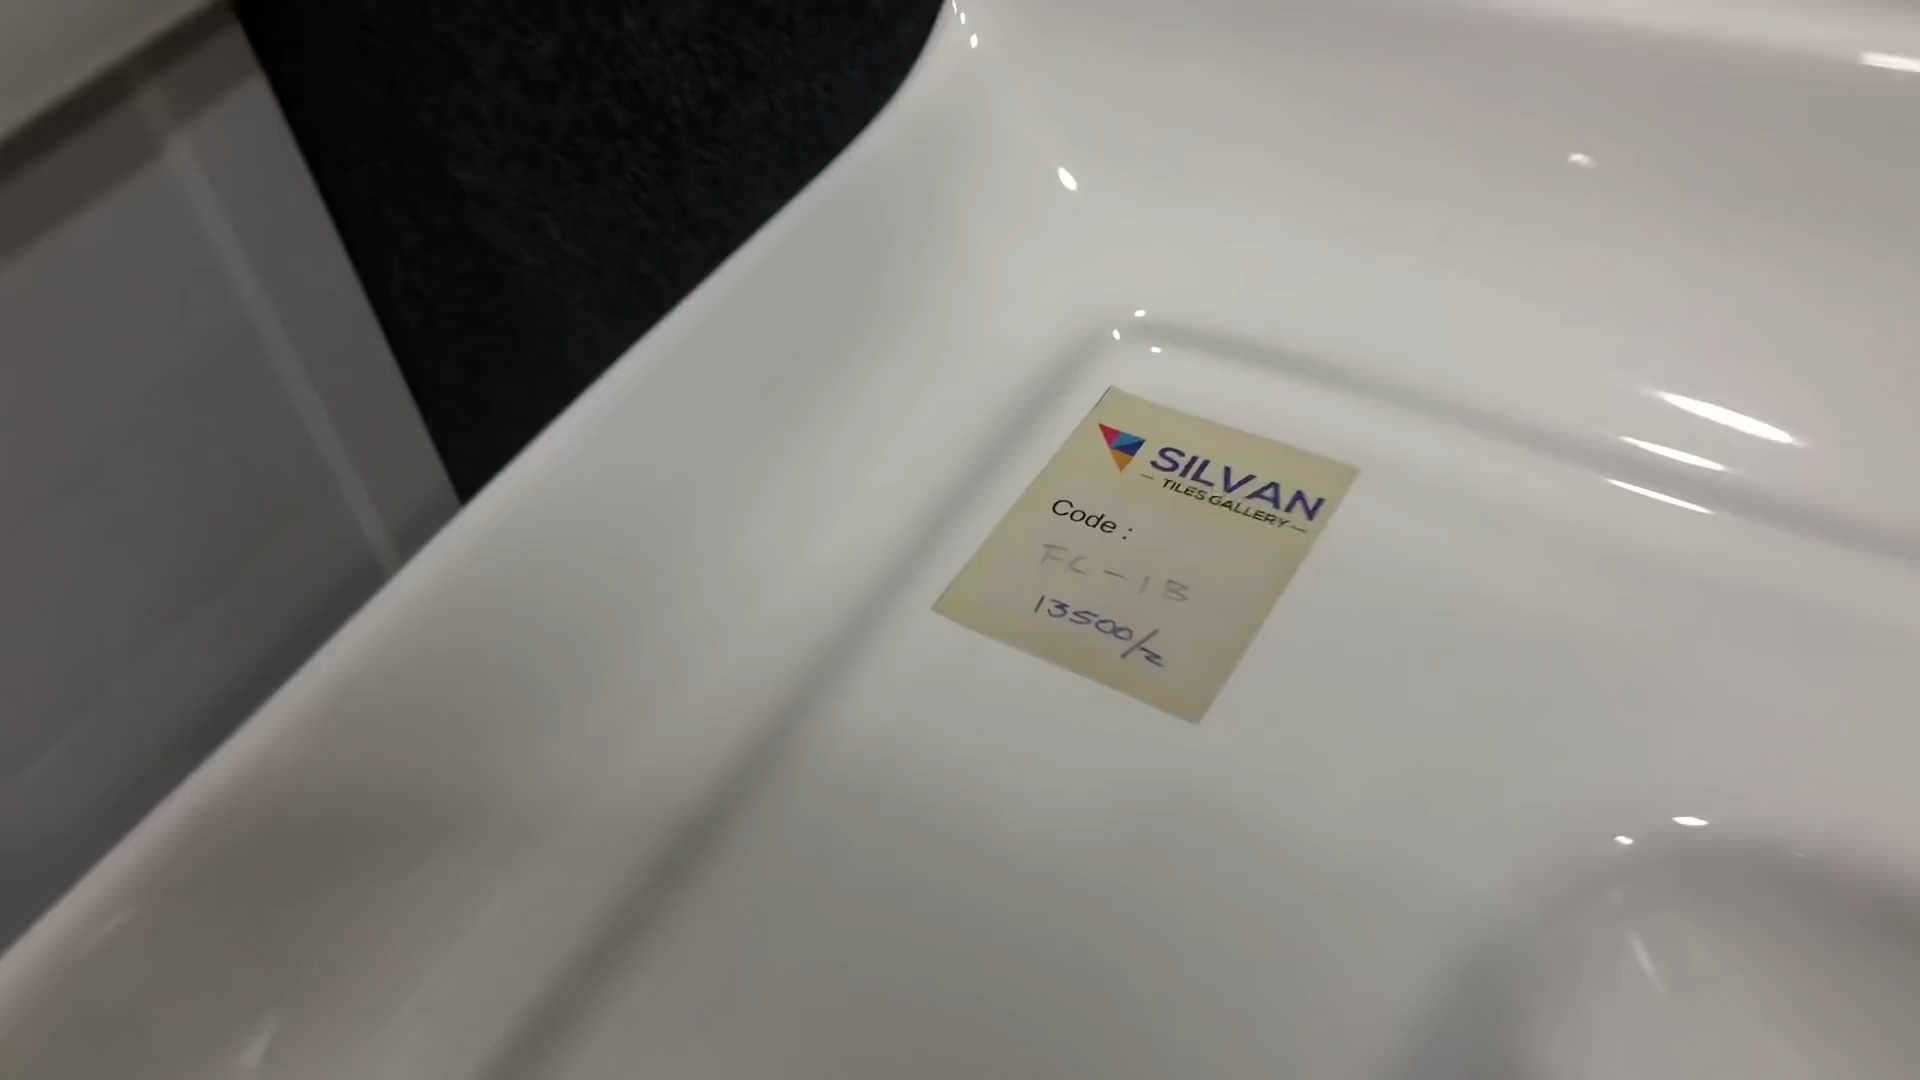 SILVAN
— TILES GALLERY —
Code :
FC-1B
13500/=